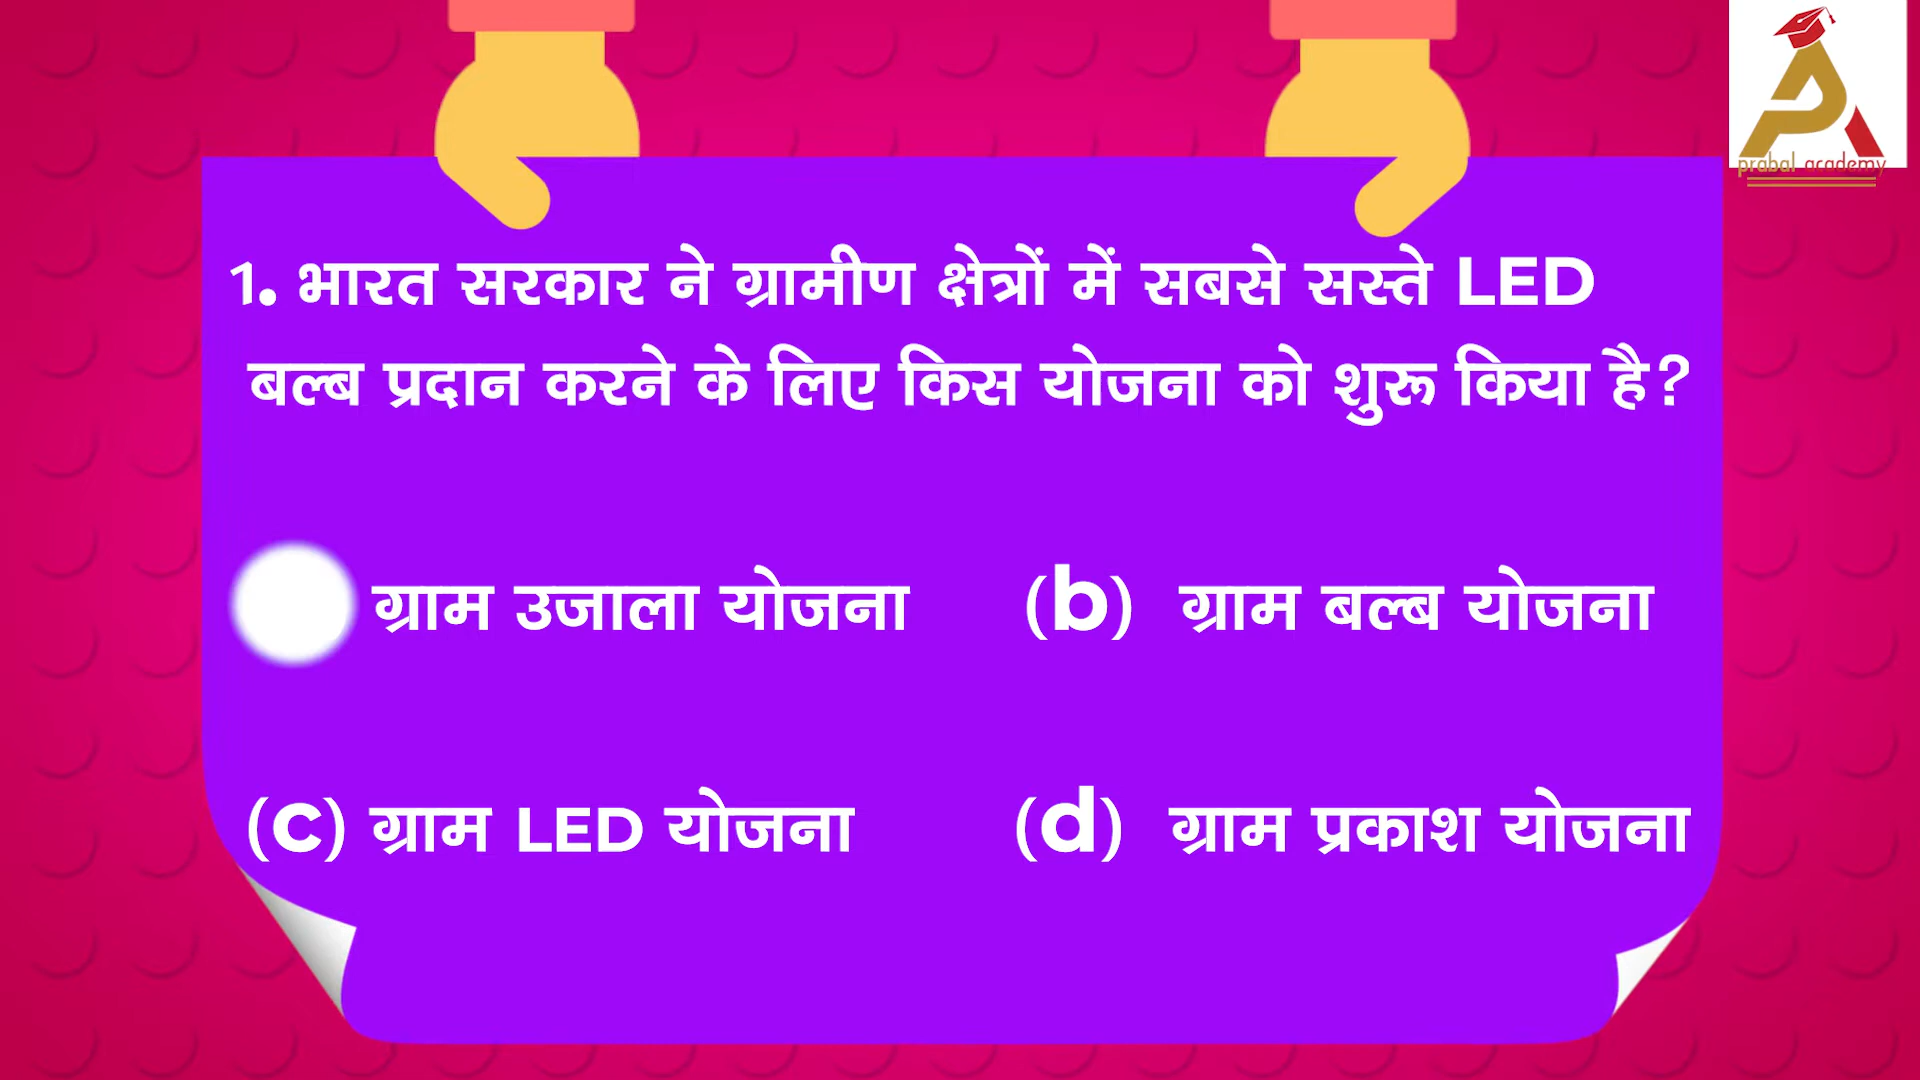 prabal academy
1. भारत सरकार ने ग्रामीण क्षेत्रों में सबसे सस्ते LED
बल्ब प्रदान करने के लिए किस योजना को शुरू किया है?
ग्राम उजाला योजना (b) ग्राम बल्ब योजना
(c) ग्राम LED योजना (d) ग्राम प्रकाश योजना